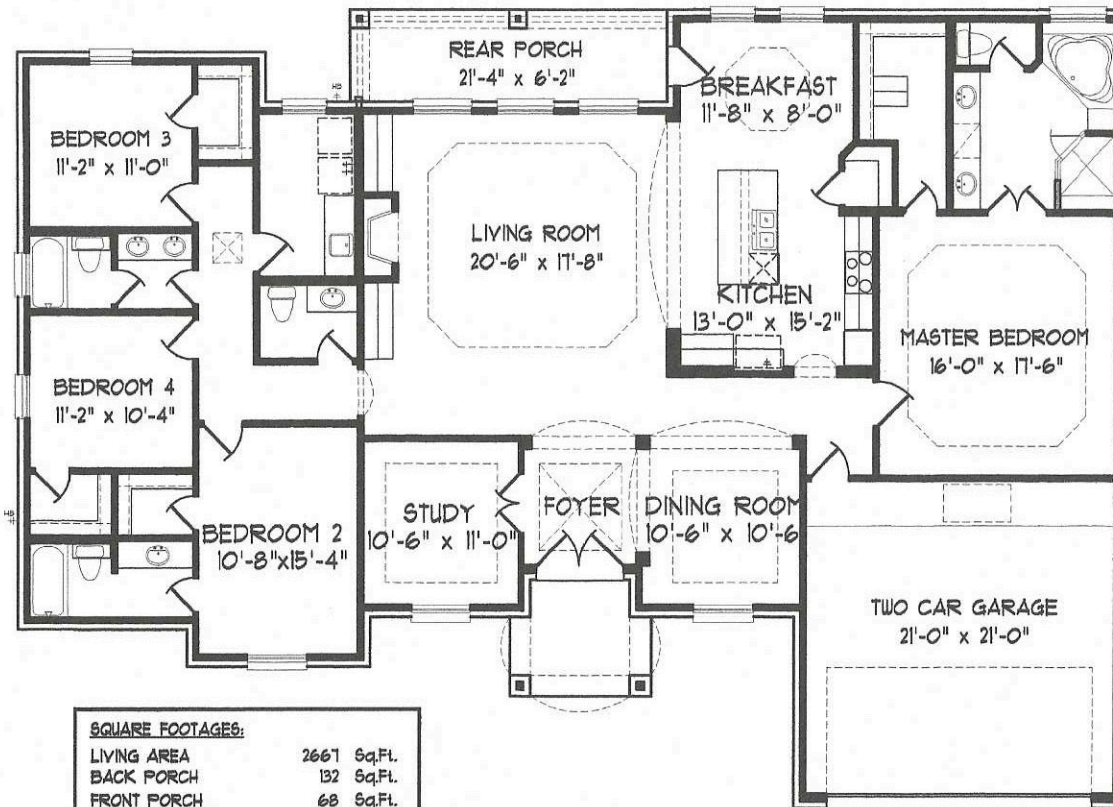 REAR PORCH
21'-4" x 6'-2"
BREAKFAST
11'-8" x 8'-0"
BEDROOM 3
11'-2" x 11'-0"
LIVING ROOM
20'-6" x 17'-8"
KITCHEN
13'-0" x 15'-2"
MASTER BEDROOM
16'-0" x 17'-6"
BEDROOM 4
11'-2" x 10'-4"
BEDROOM 2
10'-8"x15'-4"
STUDY
10'-6" x 11'-0"
FOYER
DINING ROOM
10'-6" x 10'-6
TWO CAR GARAGE
21'-0" x 21'-0"
SQUARE FOOTAGES:
LIVING AREA 2667 Sq.Ft.
BACK PORCH 132 Sq.Ft.
FRONT PORCH 68 Sq.Ft.